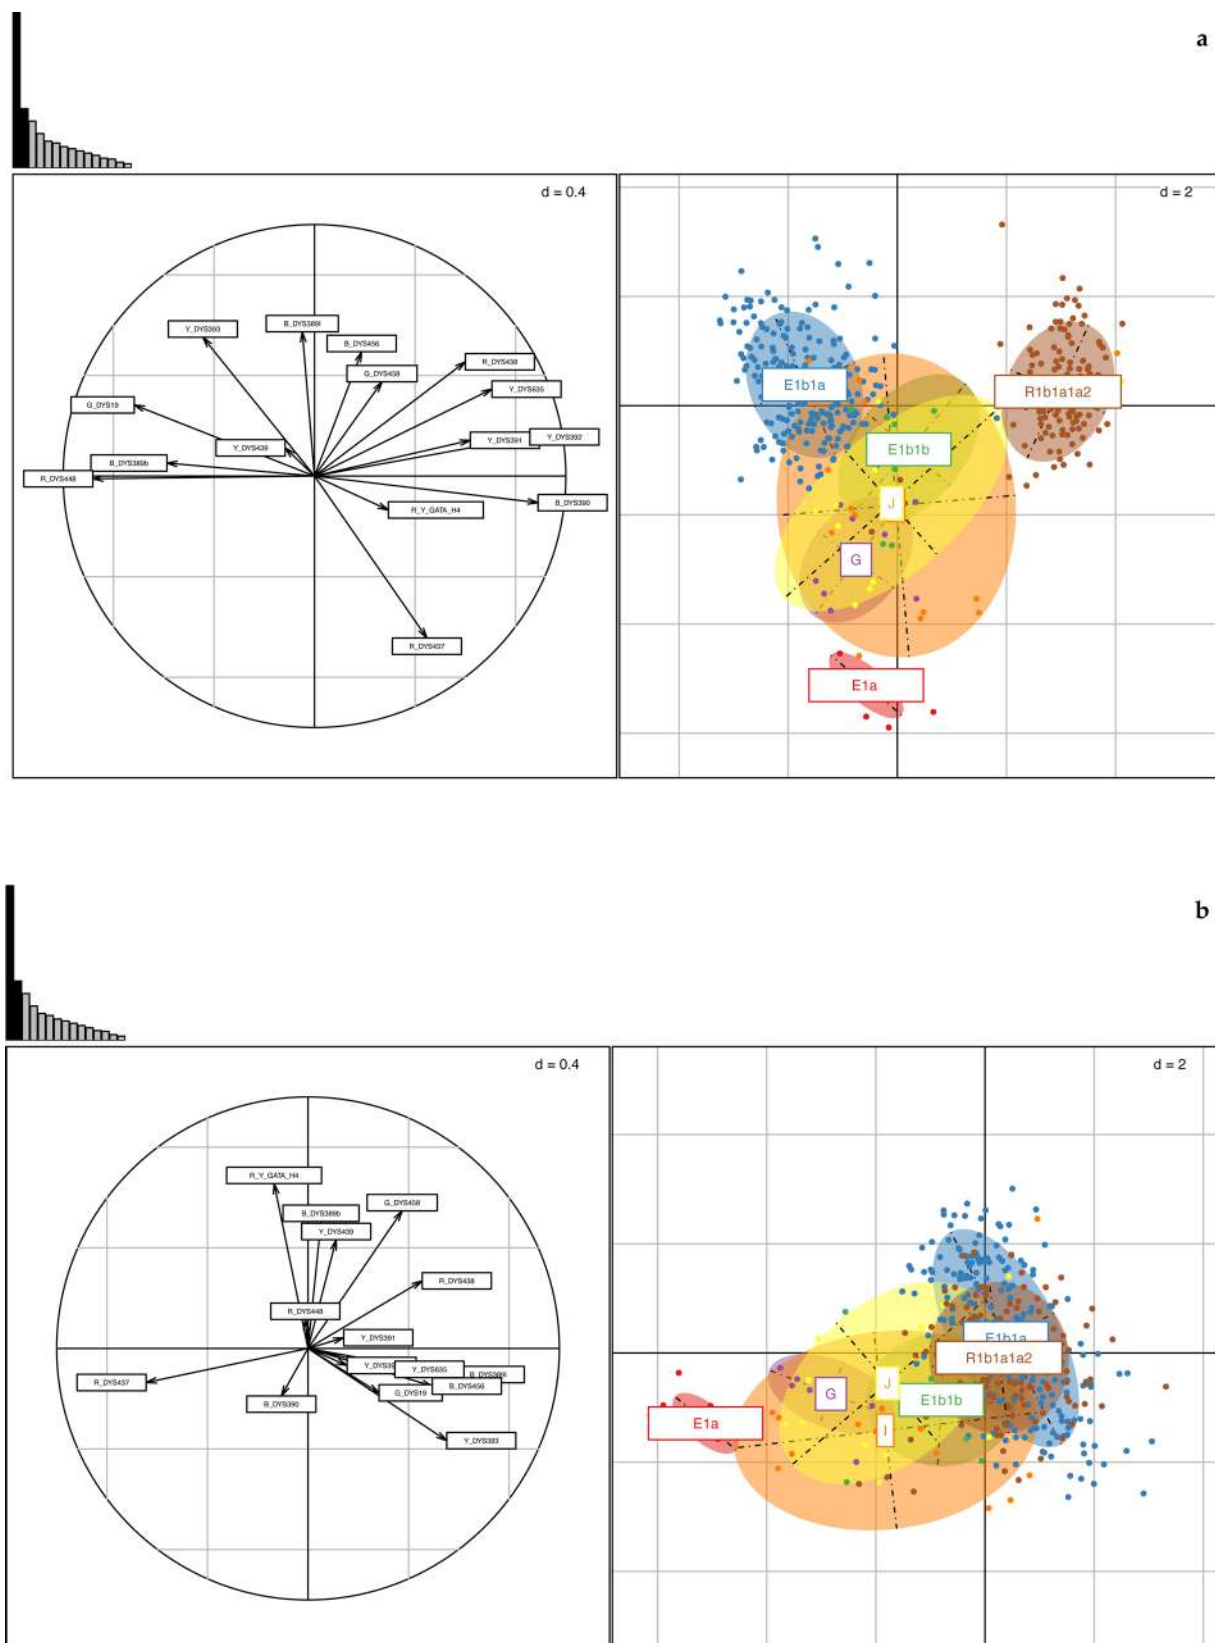 a
d = 0.4
d = 2
B_DYS389I
Y_DYS393
B_DYS456
R_DYS438
G_DYS458
Y_DYS635
G_DYS19
Y_DYS391
Y_DYS392
Y_DYS439
B_DYS389b
R_DYS448
B_DYS390
R_Y_GATA_H4
R_DYS437
E1b1a
R1b1a1a2
E1b1b
J
G
E1a
b
d = 0.4
d = 2
R_Y_GATA_H4
G_DYS458
B_DYS389b
Y_DYS439
R_DYS438
R_DYS448
Y_DYS391
Y_DYS635
R_DYS437
B_DYS456
G_DYS19
B_DYS390
Y_DYS393
E1b1a
R1b1a1a2
J
G
E1b1b
E1a
I